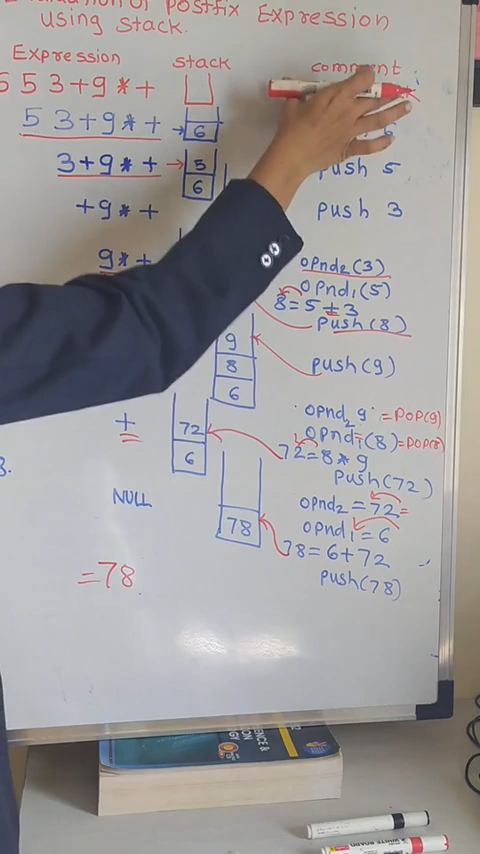 Postfix Expression
using stack.
Expression stack comment
5 3+9*+
5 3+9*+ 6 6
3+9*+ 5 6 push 5
+9*+ push 3
9*+ opnd2(3)
opnd1(5)
8=5+3
push(8)
9 8 6 push(9)
+ 72 6 opnd2 9 =POP(9)
opnd1(8)=POP(8)
72=8*9
push(72)
NULL 78 opnd2=72=
opnd1=6
78=6+72
=78 push(78)
WHITE BOARD